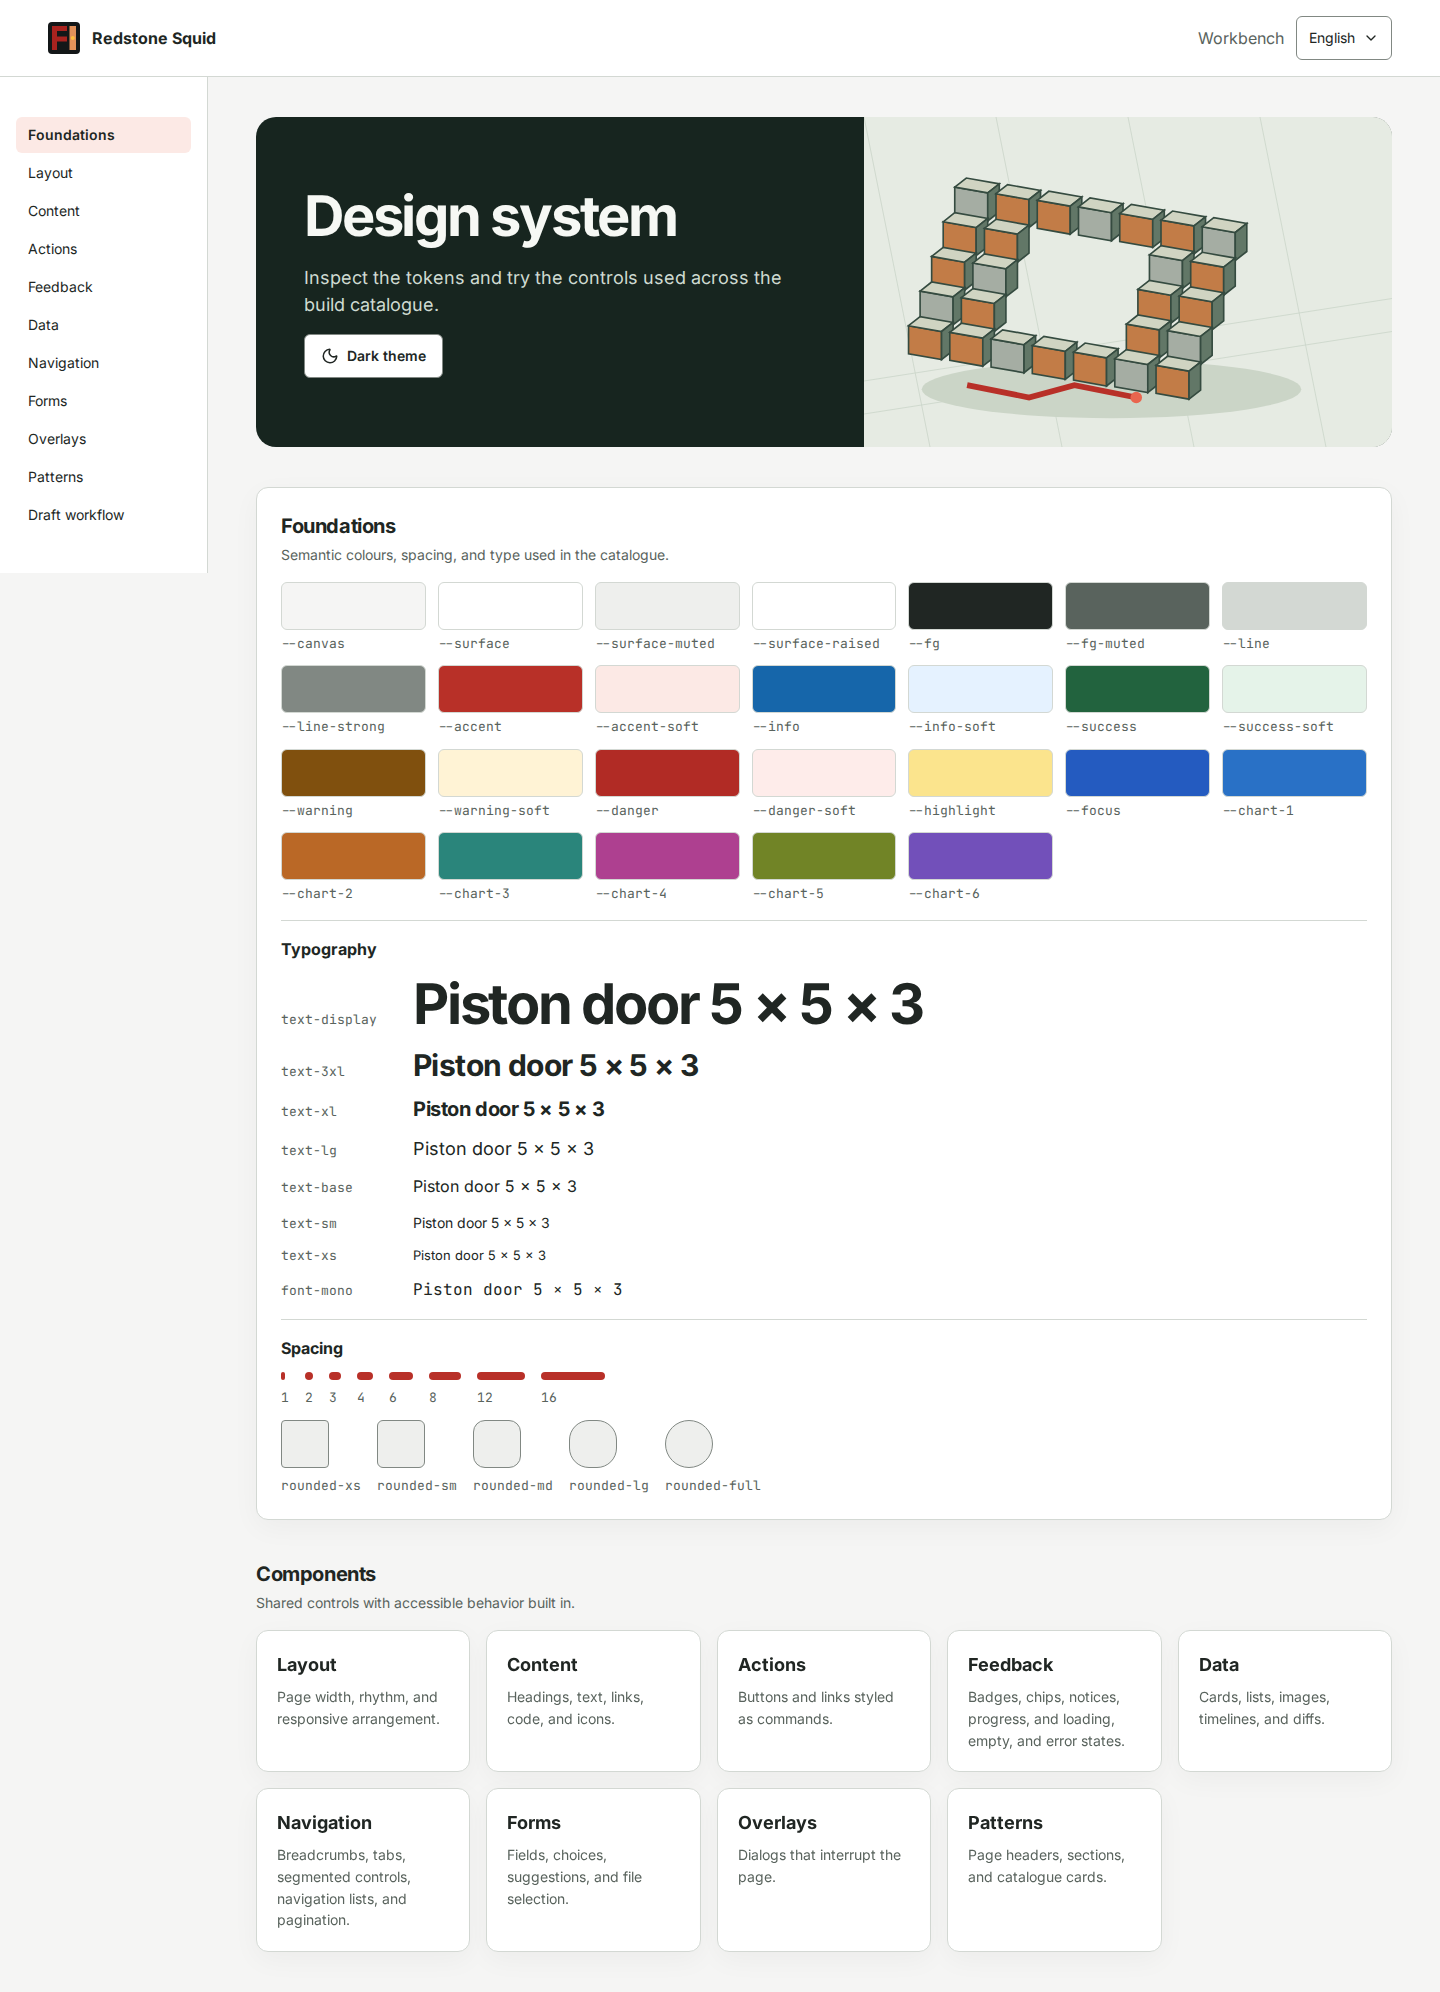 Redstone Squid
Workbench
English
Foundations
Layout
Content
Actions
Feedback
Data
Navigation
Forms
Overlays
Patterns
Draft workflow
Design system
Inspect the tokens and try the controls used across the
build catalogue.
Dark theme
Foundations
Semantic colours, spacing, and type used in the catalogue.
--canvas
--surface
--surface-muted
--surface-raised
--fg
--fg-muted
--line
--line-strong
--accent
--accent-soft
--info
--info-soft
--success
--success-soft
--warning
--warning-soft
--danger
--danger-soft
--highlight
--focus
--chart-1
--chart-2
--chart-3
--chart-4
--chart-5
--chart-6
Typography
text-display Piston door 5 × 5 × 3
text-3xl Piston door 5 × 5 × 3
text-xl Piston door 5 × 5 × 3
text-lg Piston door 5 × 5 × 3
text-base Piston door 5 × 5 × 3
text-sm Piston door 5 × 5 × 3
text-xs Piston door 5 × 5 × 3
font-mono Piston door 5 × 5 × 3
Spacing
1 2 3 4 6 8 12 16
rounded-xs rounded-sm rounded-md rounded-lg rounded-full
Components
Shared controls with accessible behavior built in.
Layout
Page width, rhythm, and
responsive arrangement.
Content
Headings, text, links,
code, and icons.
Actions
Buttons and links styled
as commands.
Feedback
Badges, chips, notices,
progress, and loading,
empty, and error states.
Data
Cards, lists, images,
timelines, and diffs.
Navigation
Breadcrumbs, tabs,
segmented controls,
navigation lists, and
pagination.
Forms
Fields, choices,
suggestions, and file
selection.
Overlays
Dialogs that interrupt the
page.
Patterns
Page headers, sections,
and catalogue cards.